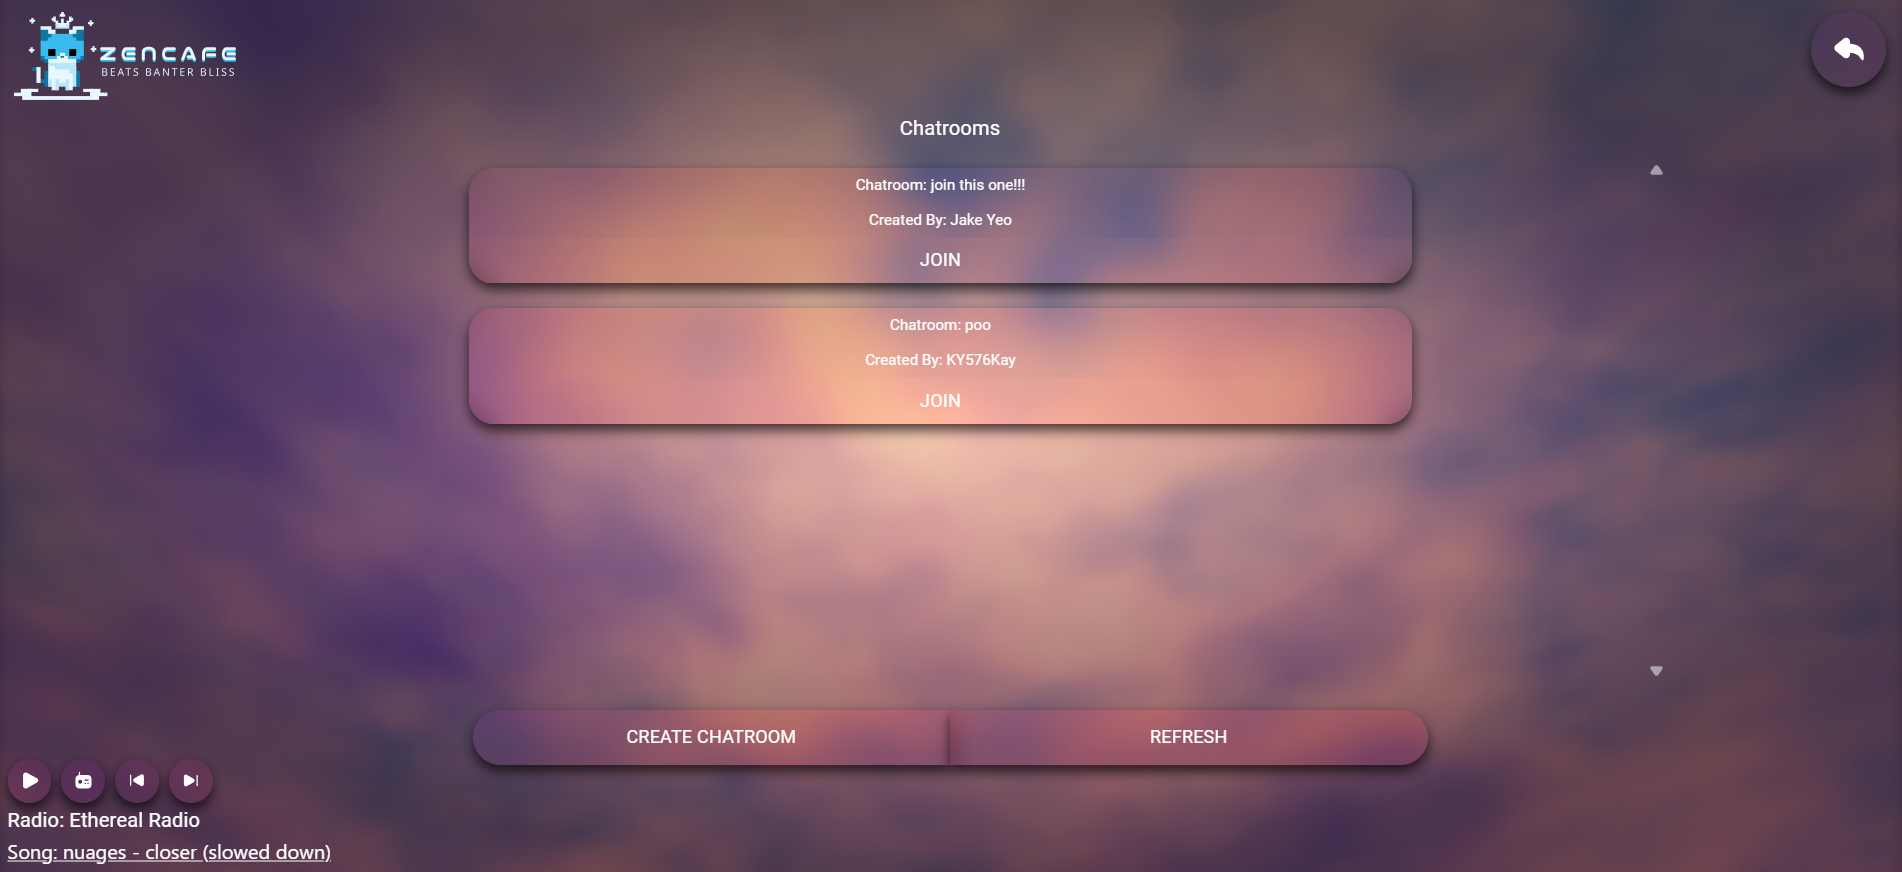 ZENCAFE
BEATS BANTER BLISS
Chatrooms
Chatroom: join this one!!!
Created By: Jake Yeo
JOIN
Chatroom: poo
Created By: KY576Kay
JOIN
CREATE CHATROOM
REFRESH
Radio: Ethereal Radio
Song: nuages - closer (slowed down)